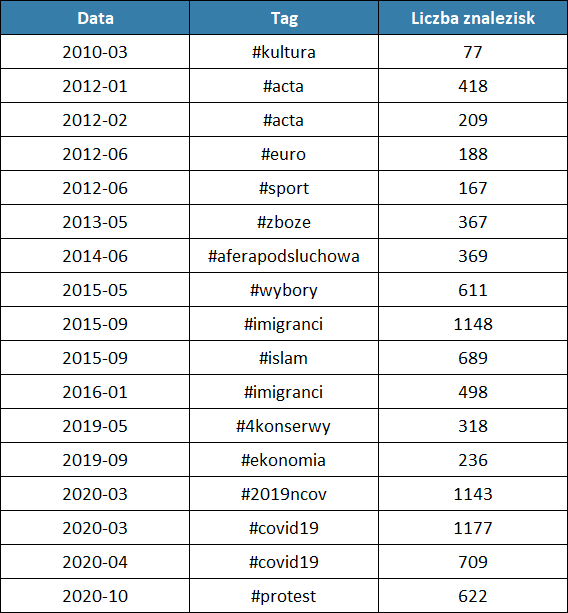 Data Tag Liczba znalezisk
2010-03 #kultura 77
2012-01 #acta 418
2012-02 #acta 209
2012-06 #euro 188
2012-06 #sport 167
2013-05 #zboze 367
2014-06 #aferapodsluchowa 369
2015-05 #wybory 611
2015-09 #imigranci 1148
2015-09 #islam 689
2016-01 #imigranci 498
2019-05 #4konserwy 318
2019-09 #ekonomia 236
2020-03 #2019ncov 1143
2020-03 #covid19 1177
2020-04 #covid19 709
2020-10 #protest 622